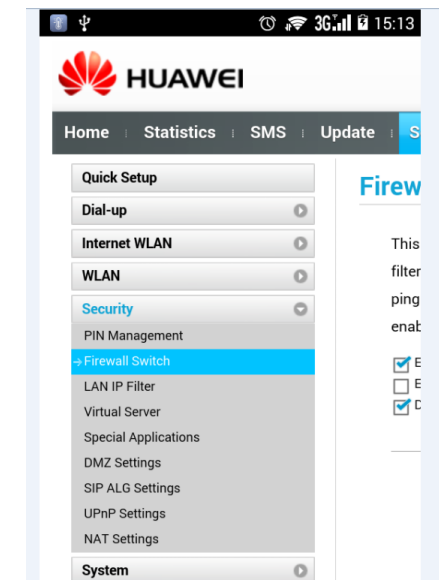 3G 15:13
HUAWEI
Home Statistics SMS Update S
Quick Setup
Dial-up
Internet WLAN
WLAN
Security
PIN Management
→Firewall Switch
LAN IP Filter
Virtual Server
Special Applications
DMZ Settings
SIP ALG Settings
UPnP Settings
NAT Settings
System
Firew
This
filter
ping
enab
E
E
D